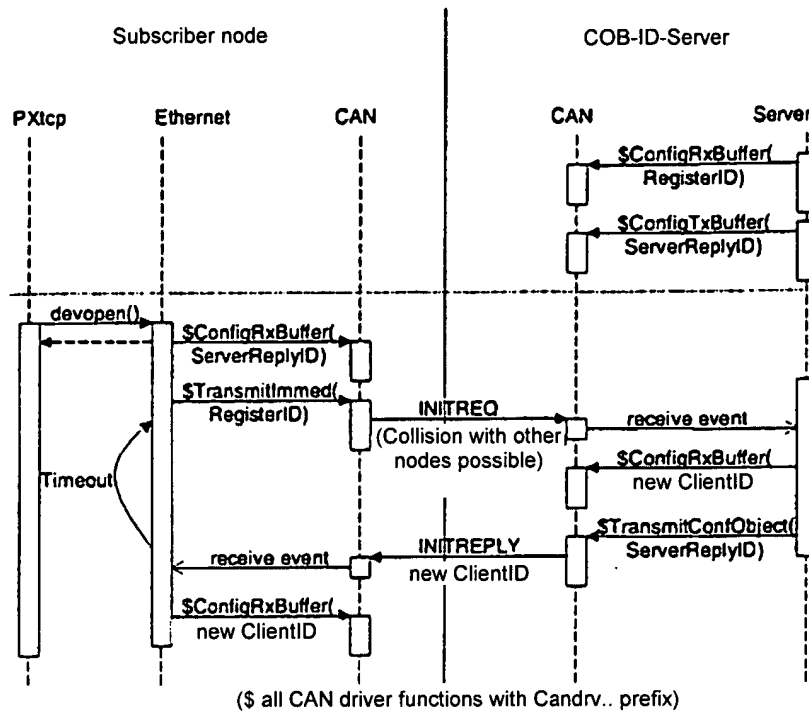 Subscriber node
COB-ID-Server
PXtcp
Ethernet
CAN
CAN
Server
$ConfigRxBuffer(
RegisterID)
$ConfigTxBuffer(
ServerReplyID)
devopen()
$ConfigRxBuffer(
ServerReplyID)
$TransmitImmed(
RegisterID)
INITREQ
(Collision with other
nodes possible)
receive event
Timeout
$ConfigRxBuffer(
new ClientID
$TransmitConfObject(
ServerReplyID)
INITREPLY
new ClientID
receive event
$ConfigRxBuffer(
new ClientID
($ all CAN driver functions with Candrv.. prefix)